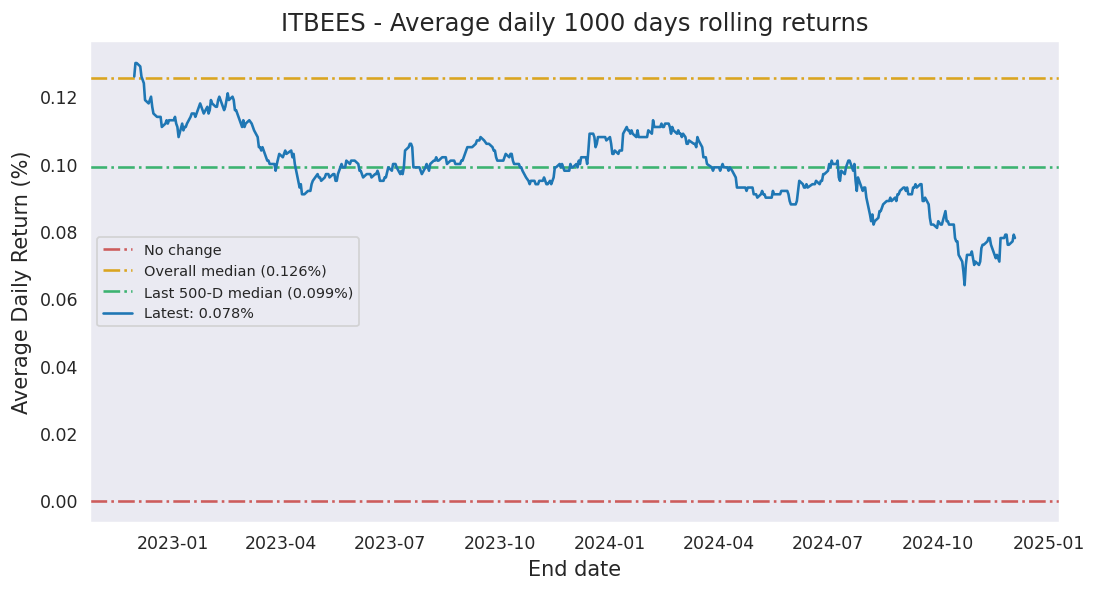 ITBEES - Average daily 1000 days rolling returns
Average Daily Return (%)
0.12
0.10
0.08
0.06
0.04
0.02
0.00
No change
Overall median (0.126%)
Last 500-D median (0.099%)
Latest: 0.078%
2023-01 2023-04 2023-07 2023-10 2024-01 2024-04 2024-07 2024-10 2025-01
End date